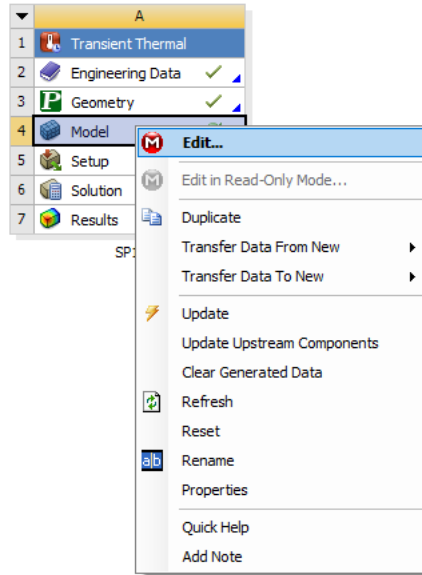 A
1 Transient Thermal
2 Engineering Data
3 P Geometry
4 Model
5 Setup
6 Solution
7 Results
M Edit...
M Edit in Read-Only Mode...
Duplicate
Transfer Data From New
Transfer Data To New
Update
Update Upstream Components
Clear Generated Data
Refresh
Reset
a|b Rename
Properties
Quick Help
Add Note